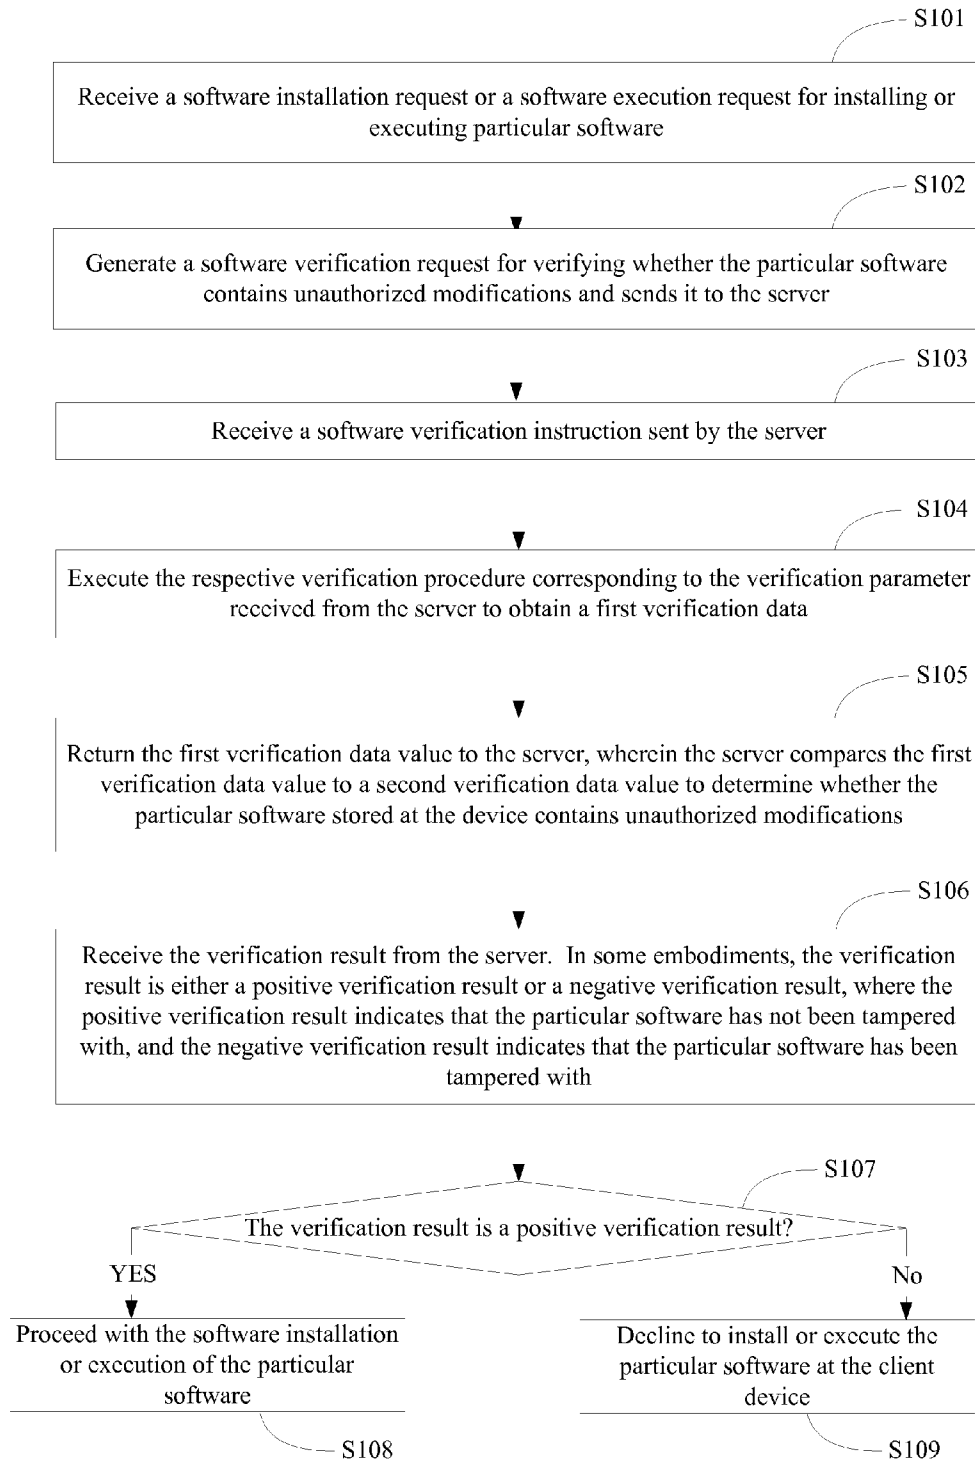 S101
Receive a software installation request or a software execution request for installing or
executing particular software
S102
Generate a software verification request for verifying whether the particular software
contains unauthorized modifications and sends it to the server
S103
Receive a software verification instruction sent by the server
S104
Execute the respective verification procedure corresponding to the verification parameter
received from the server to obtain a first verification data
S105
Return the first verification data value to the server, wherein the server compares the first
verification data value to a second verification data value to determine whether the
particular software stored at the device contains unauthorized modifications
S106
Receive the verification result from the server. In some embodiments, the verification
result is either a positive verification result or a negative verification result, where the
positive verification result indicates that the particular software has not been tampered
with, and the negative verification result indicates that the particular software has been
tampered with
S107
The verification result is a positive verification result?
YES
No
Proceed with the software installation
or execution of the particular
software
Decline to install or execute the
particular software at the client
device
S108
S109